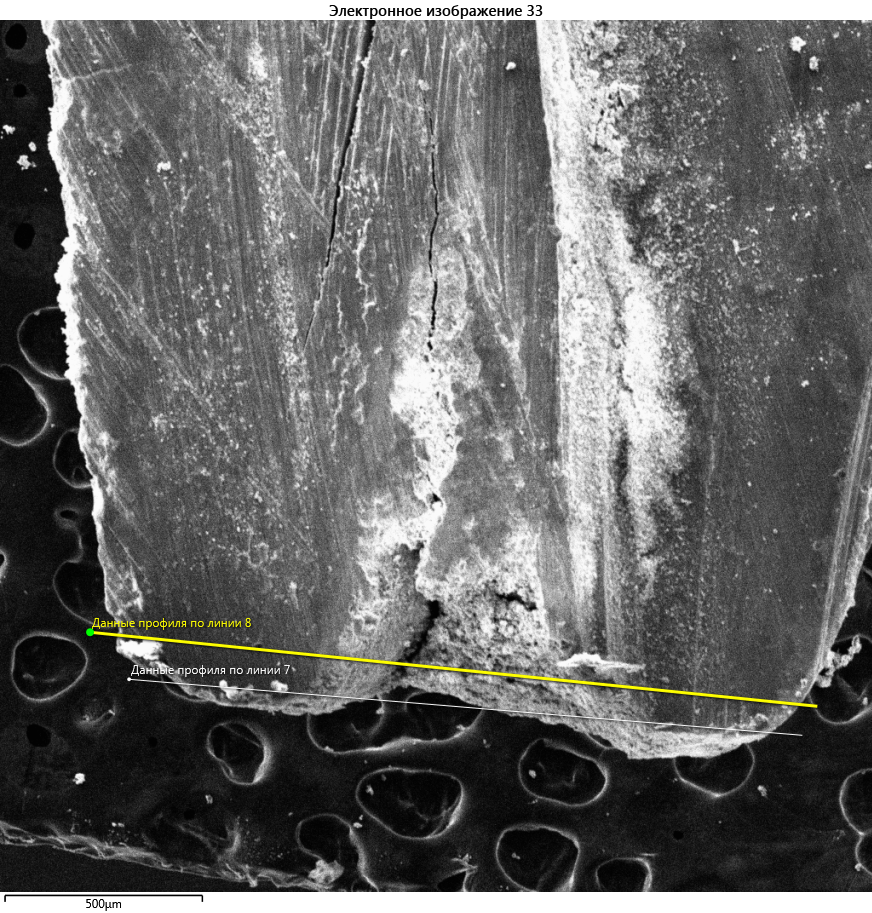 Электронное изображение 33
Данные профиля по линии 8
Данные профиля по линии 7
500μm